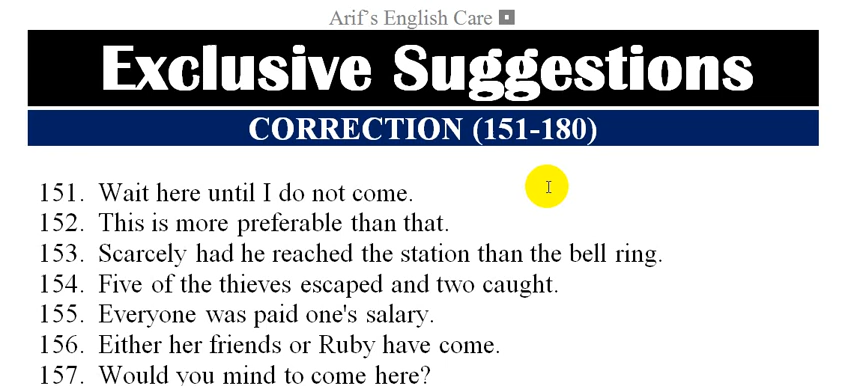 Arif's English Care
Exclusive Suggestions
CORRECTION (151-180)
151. Wait here until I do not come.
152. This is more preferable than that.
153. Scarcely had he reached the station than the bell ring.
154. Five of the thieves escaped and two caught.
155. Everyone was paid one's salary.
156. Either her friends or Ruby have come.
157. Would you mind to come here?